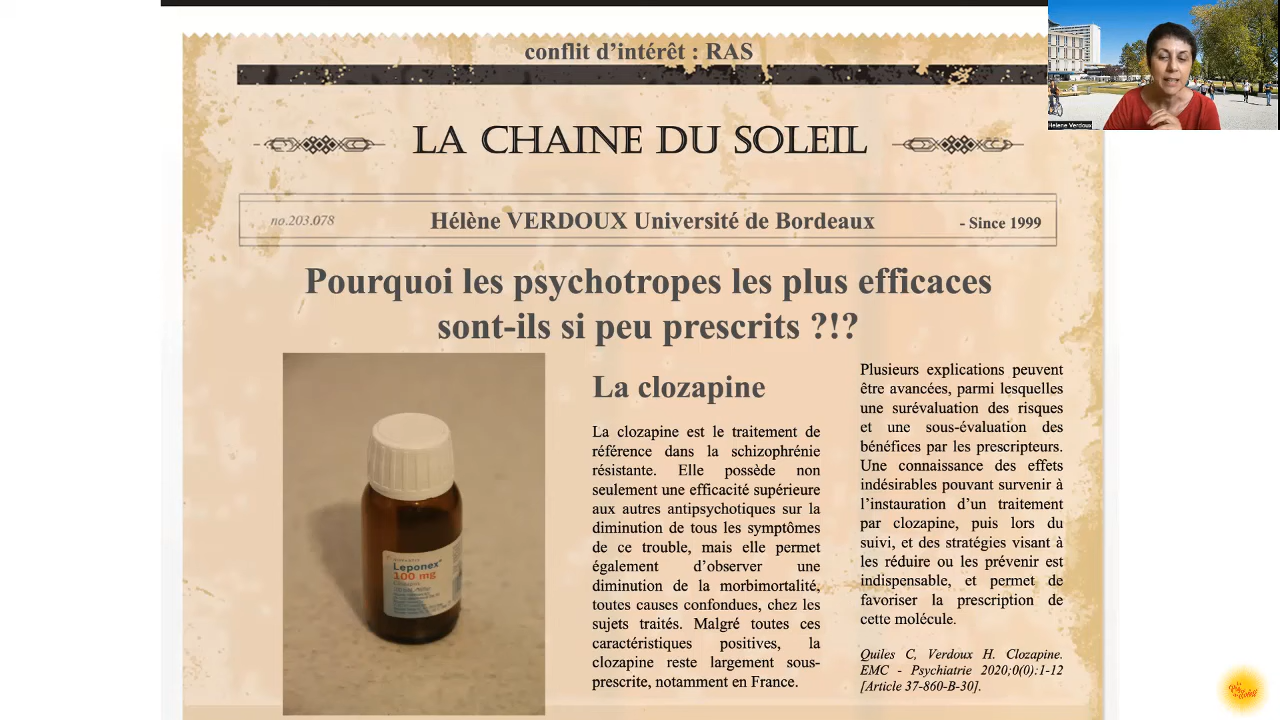 conflit d’intérêt : RAS
Hélène Verdoux
LA CHAINE DU SOLEIL
no.203.078
Hélène VERDOUX Université de Bordeaux
- Since 1999
Pourquoi les psychotropes les plus efficaces
sont-ils si peu prescrits ?!?
Leponex
100 mg
La clozapine
La clozapine est le traitement de
référence dans la schizophrénie
résistante. Elle possède non
seulement une efficacité supérieure
aux autres antipsychotiques sur la
diminution de tous les symptômes
de ce trouble, mais elle permet
également d’observer une
diminution de la morbimortalité,
toutes causes confondues, chez les
sujets traités. Malgré toutes ces
caractéristiques positives, la
clozapine reste largement sous-
prescrite, notamment en France.
Plusieurs explications peuvent
être avancées, parmi lesquelles
une surévaluation des risques
et une sous-évaluation des
bénéfices par les prescripteurs.
Une connaissance des effets
indésirables pouvant survenir à
l’instauration d’un traitement
par clozapine, puis lors du
suivi, et des stratégies visant à
les réduire ou les prévenir est
indispensable, et permet de
favoriser la prescription de
cette molécule.
Quiles C, Verdoux H. Clozapine.
EMC - Psychiatrie 2020;0(0):1-12
[Article 37-860-B-30].